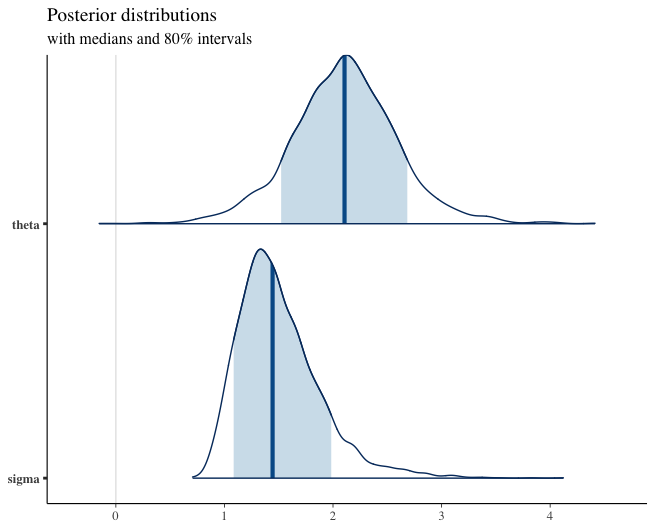 Posterior distributions
with medians and 80% intervals
theta
sigma
0 1 2 3 4